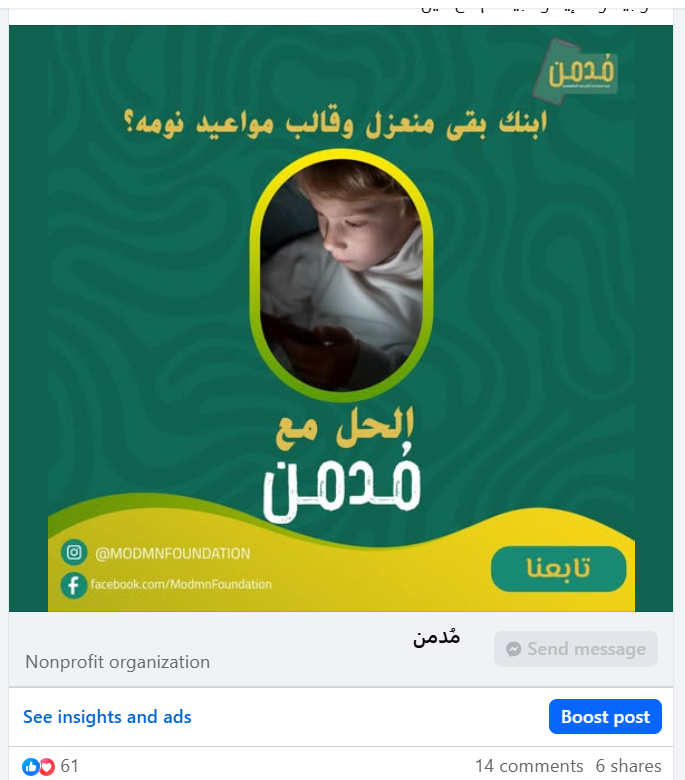 مُدمن
ابنك بقى منعزل وقالب مواعيد نومه؟
الحل مع
مُدمن
@MODMNFOUNDATION
facebook.com/ModmnFoundation
تابعنا
مُدمن
Nonprofit organization
Send message
See insights and ads
Boost post
61
14 comments 6 shares